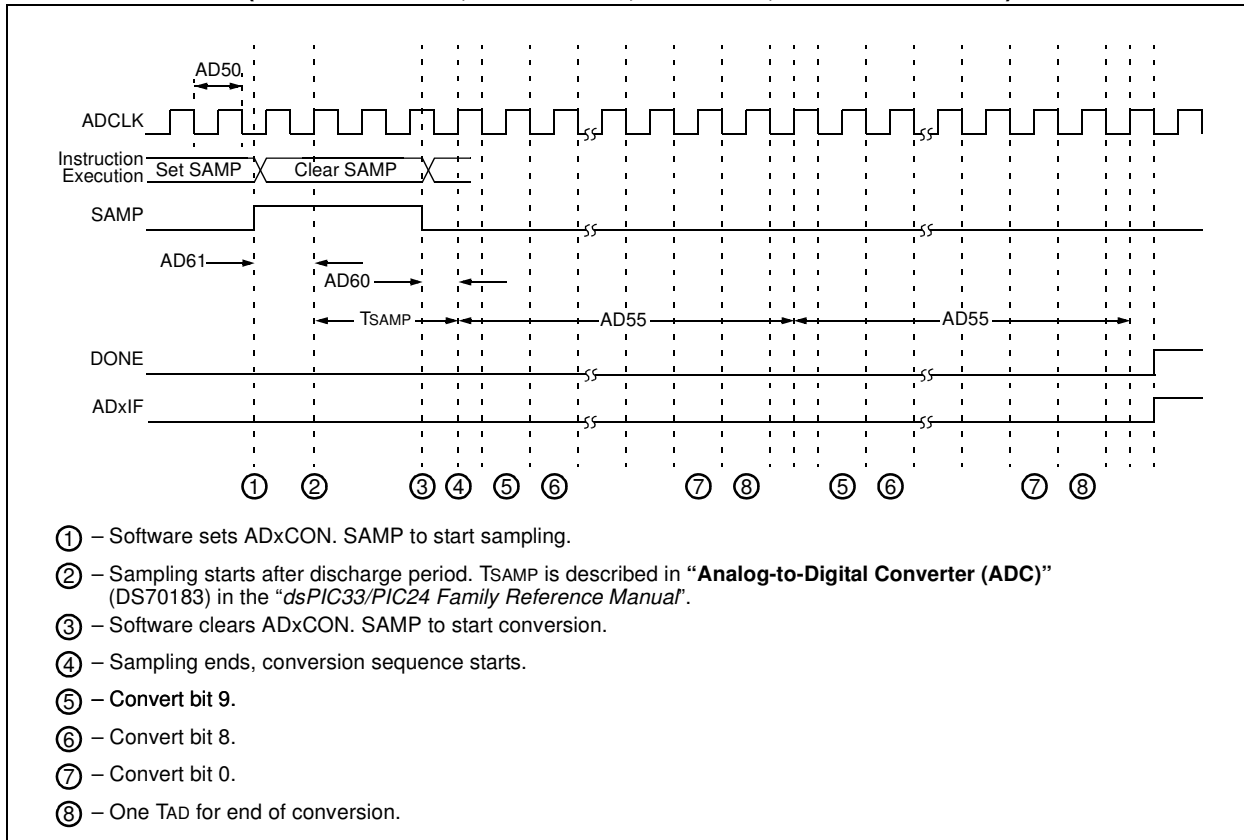 AD50
ADCLK
Instruction
Execution
Set SAMP
Clear SAMP
SAMP
AD61
AD60
TSAMP
AD55
AD55
DONE
ADxIF
1 2 3 4 5 6 7 8 5 6 7 8
1 – Software sets ADxCON. SAMP to start sampling.
2 – Sampling starts after discharge period. TSAMP is described in “Analog-to-Digital Converter (ADC)”
(DS70183) in the “dsPIC33/PIC24 Family Reference Manual”.
3 – Software clears ADxCON. SAMP to start conversion.
4 – Sampling ends, conversion sequence starts.
5 – Convert bit 9.
6 – Convert bit 8.
7 – Convert bit 0.
8 – One TAD for end of conversion.